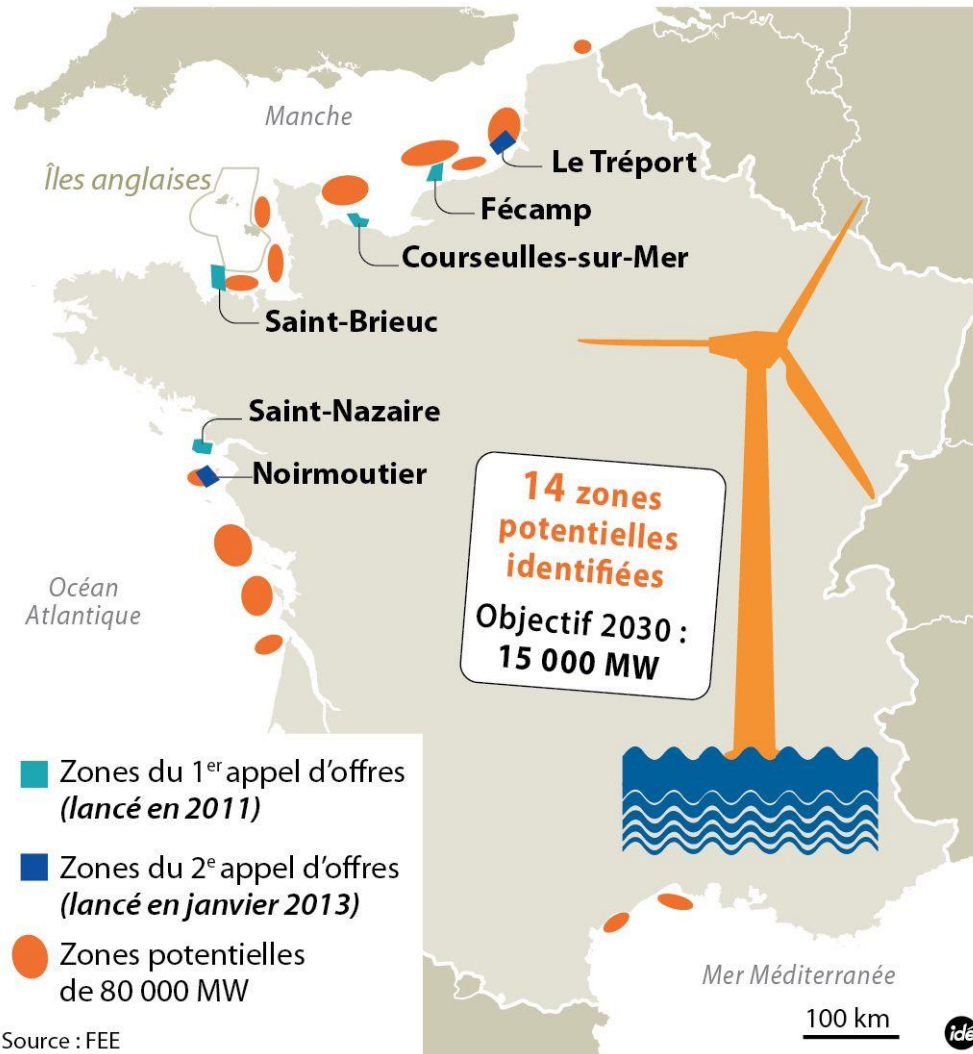 Manche
Îles anglaises
Le Tréport
Fécamp
Courseulles-sur-Mer
Saint-Brieuc
Saint-Nazaire
Noirmoutier
14 zones
potentielles
identifiées
Objectif 2030 :
15 000 MW
Océan
Atlantique
Zones du 1er appel d’offres
(lancé en 2011)
Zones du 2e appel d’offres
(lancé en janvier 2013)
Zones potentielles
de 80 000 MW
Mer Méditerranée
100 km
Source : FEE
idé